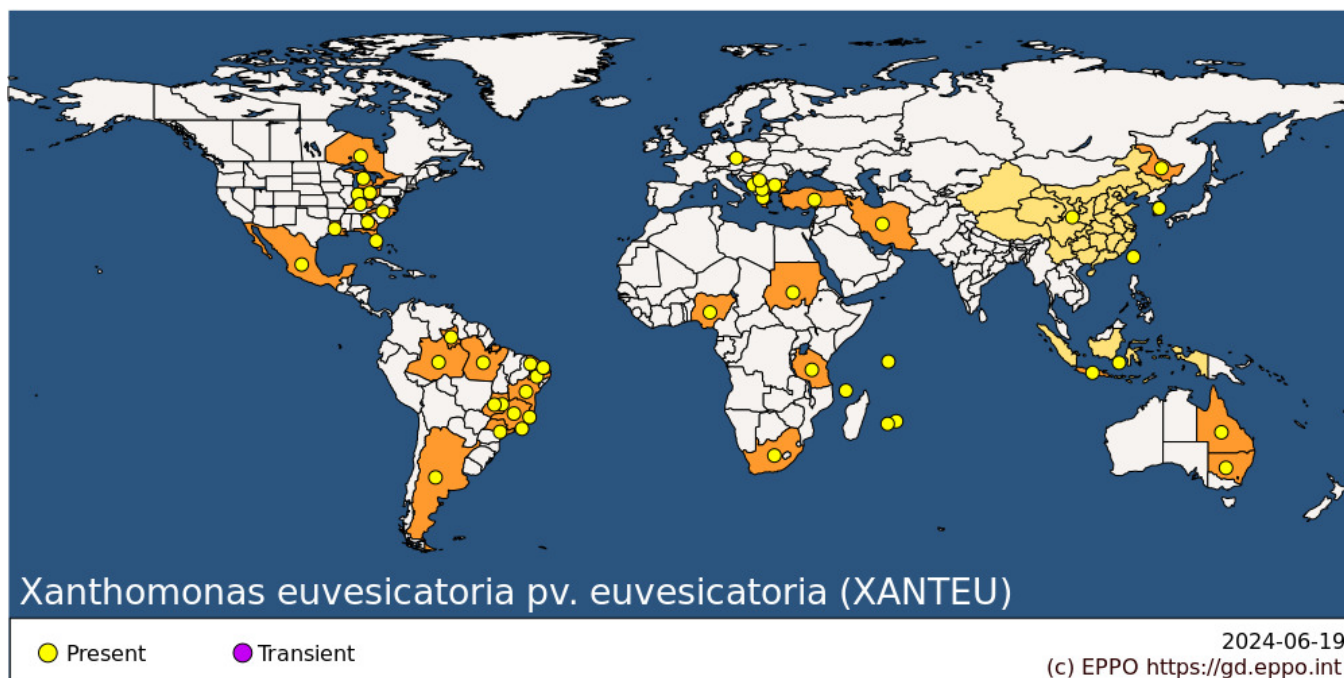 Xanthomonas euvesicatoria pv. euvesicatoria (XANTEU)
Present
Transient
2024-06-19
(c) EPPO https://gd.eppo.int